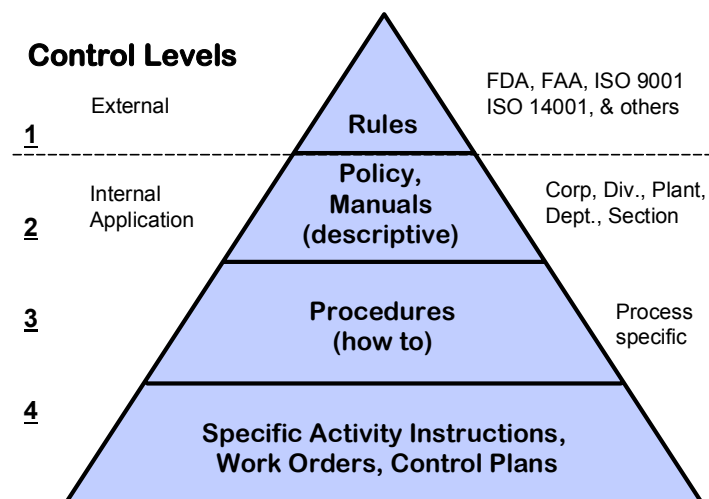 Control Levels
External
FDA, FAA, ISO 9001
ISO 14001, & others
1
Rules
Internal
Application
Policy,
Manuals
(descriptive)
Corp, Div., Plant,
Dept., Section
2
3
Procedures
(how to)
Process
specific
4
Specific Activity Instructions,
Work Orders, Control Plans